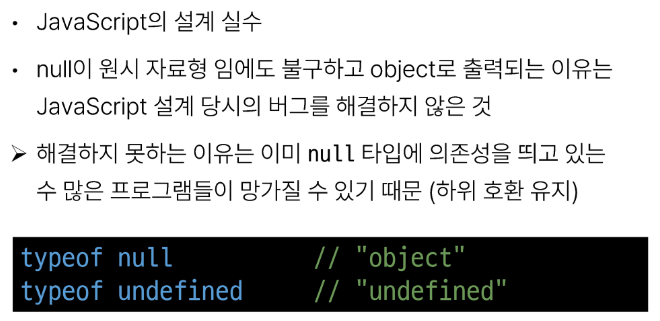 • JavaScript의 설계 실수
• null이 원시 자료형 임에도 불구하고 object로 출력되는 이유는
JavaScript 설계 당시의 버그를 해결하지 않은 것
➢ 해결하지 못하는 이유는 이미 null 타입에 의존성을 띄고 있는
수 많은 프로그램들이 망가질 수 있기 때문 (하위 호환 유지)
typeof null // "object"
typeof undefined // "undefined"